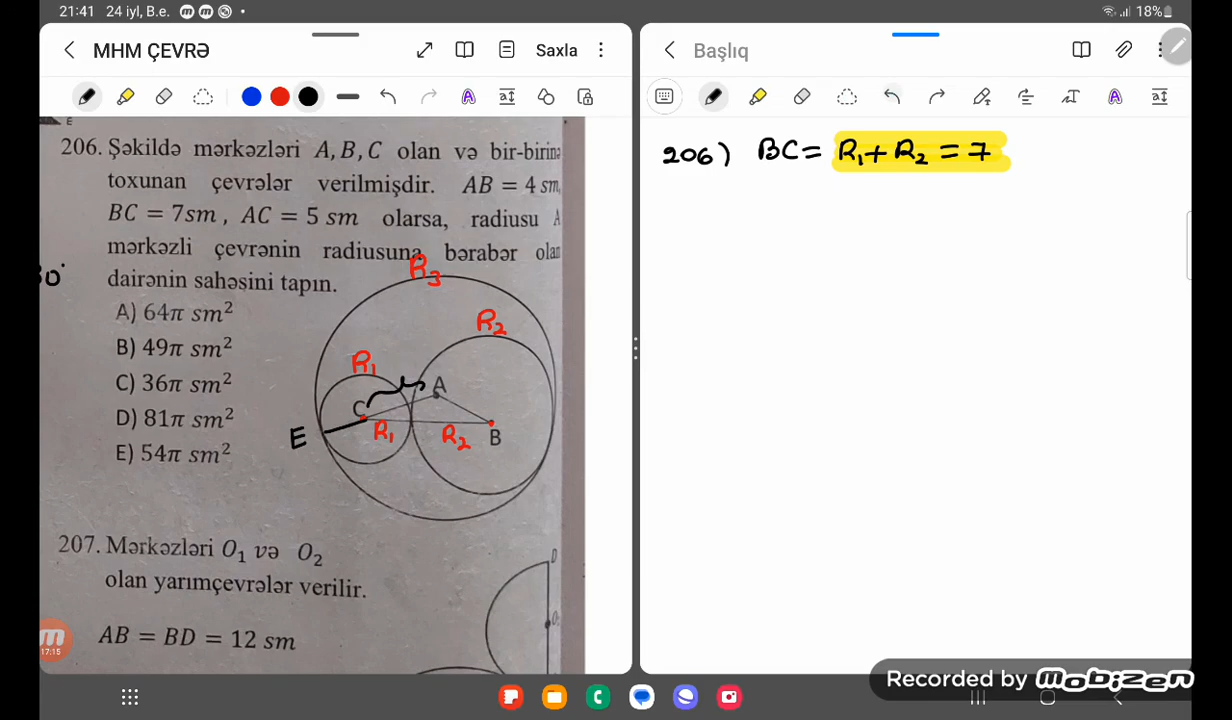 21:41 24 iyl, B.e.
18%
MHM ÇEVRƏ
Saxla
Başlıq
E
206. Şəkildə mərkəzləri A, B, C olan və bir-birinə
toxunan çevrələr verilmişdir. AB = 4 sm,
BC = 7sm, AC = 5 sm olarsa, radiusu A
mərkəzli çevrənin radiusuna bərabər olan
dairənin sahəsini tapın.
A) 64π sm²
B) 49π sm²
C) 36π sm²
D) 81π sm²
E) 54π sm²
R₃
R₂
R₁
A
C
E
R₁
R₂
B
207. Mərkəzləri O₁ və O₂
olan yarımçevrələr verilir.
D
AB = BD = 12 sm
17:15
206) BC = R₁ + R₂ = 7
Recorded by mobizen